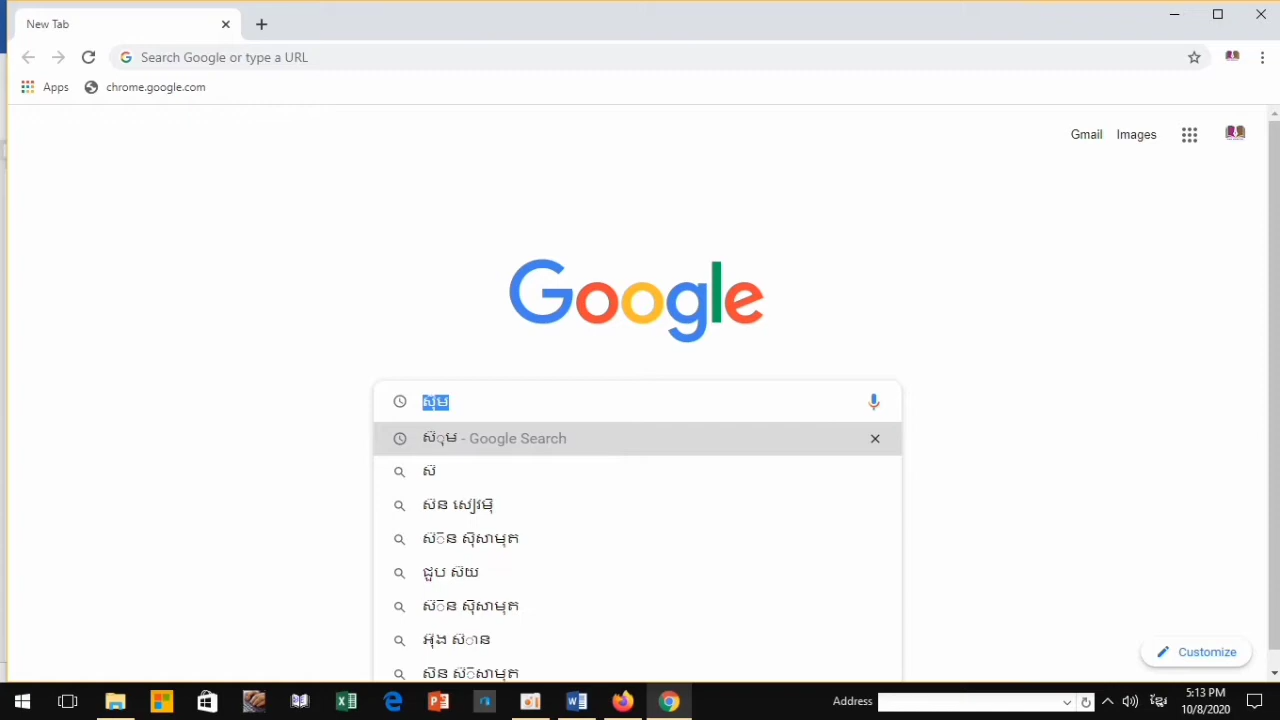 New Tab
Search Google or type a URL
Apps chrome.google.com
Gmail Images
Google
ស៊ុម
ស៊ុម - Google Search
ស៊
ស៊ន សៀវម៉ី
ស៊ិន ស៊ីសាមុត
ជួប ស៊យ
ស៊ិន ស៊ីសាមុត
អ៊ុង ស៊ាន
ស៊ិន ស៊ីសាមុត
Customize
Address
5:13 PM
10/8/2020